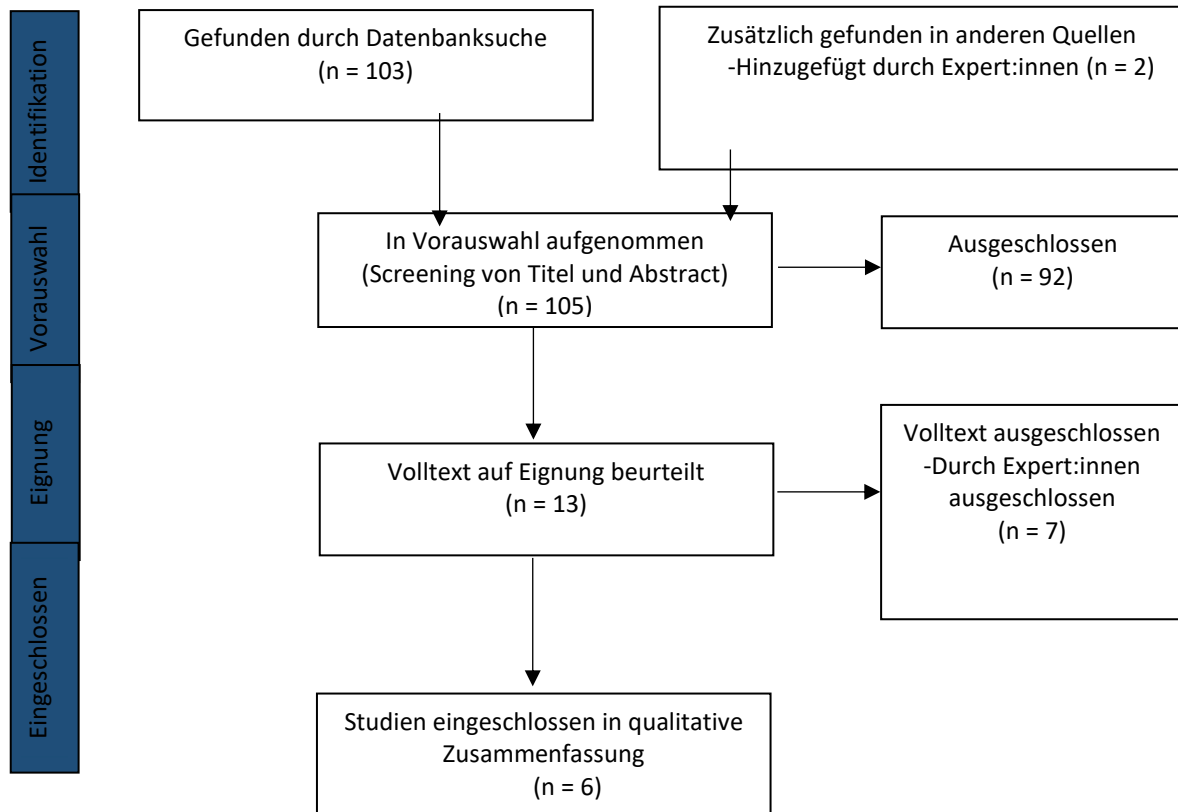 Identifikation
Gefunden durch Datenbanksuche
(n = 103)
Zusätzlich gefunden in anderen Quellen
-Hinzugefügt durch Expert:innen (n = 2)
Vorauswahl
In Vorauswahl aufgenommen
(Screening von Titel und Abstract)
(n = 105)
Ausgeschlossen
(n = 92)
Eignung
Volltext auf Eignung beurteilt
(n = 13)
Volltext ausgeschlossen
-Durch Expert:innen
ausgeschlossen
(n = 7)
Eingeschlossen
Studien eingeschlossen in qualitative
Zusammenfassung
(n = 6)